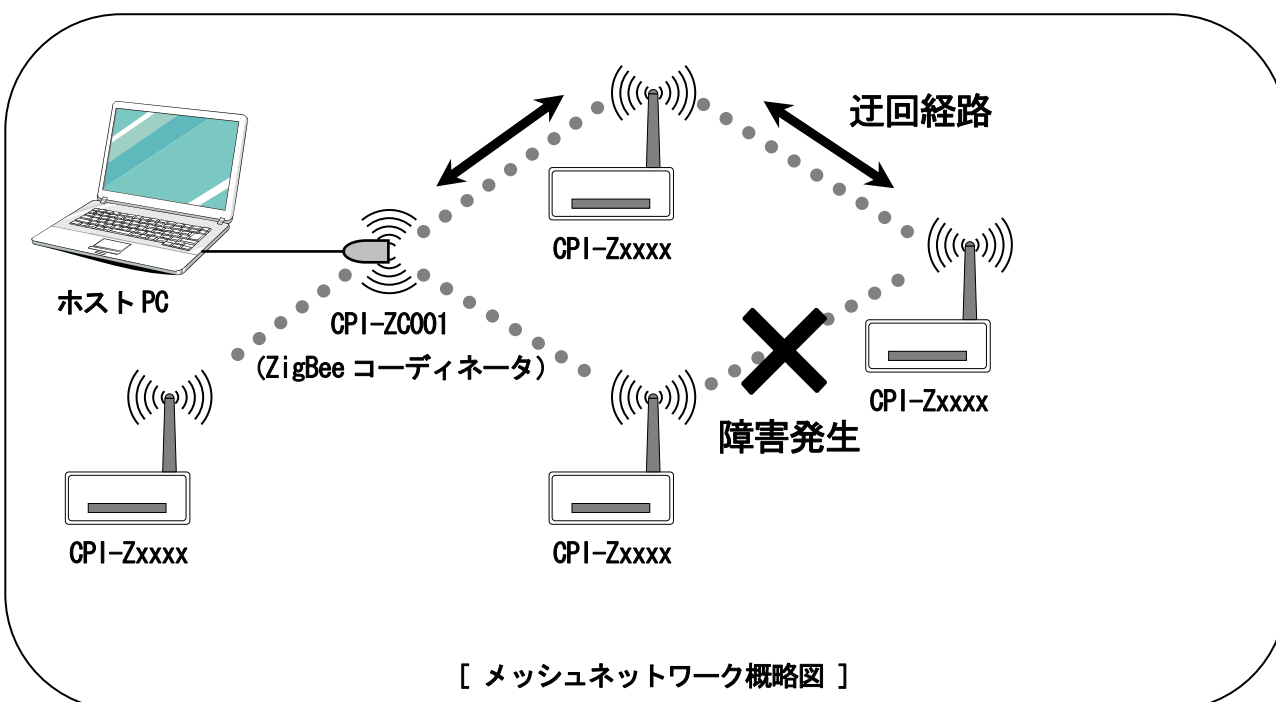 迂回経路
CPI-Zxxxx
ホスト PC
CPI-ZC001
(ZigBee コーディネータ)
CPI-Zxxxx
障害発生
CPI-Zxxxx
CPI-Zxxxx
[ メッシュネットワーク概略図 ]